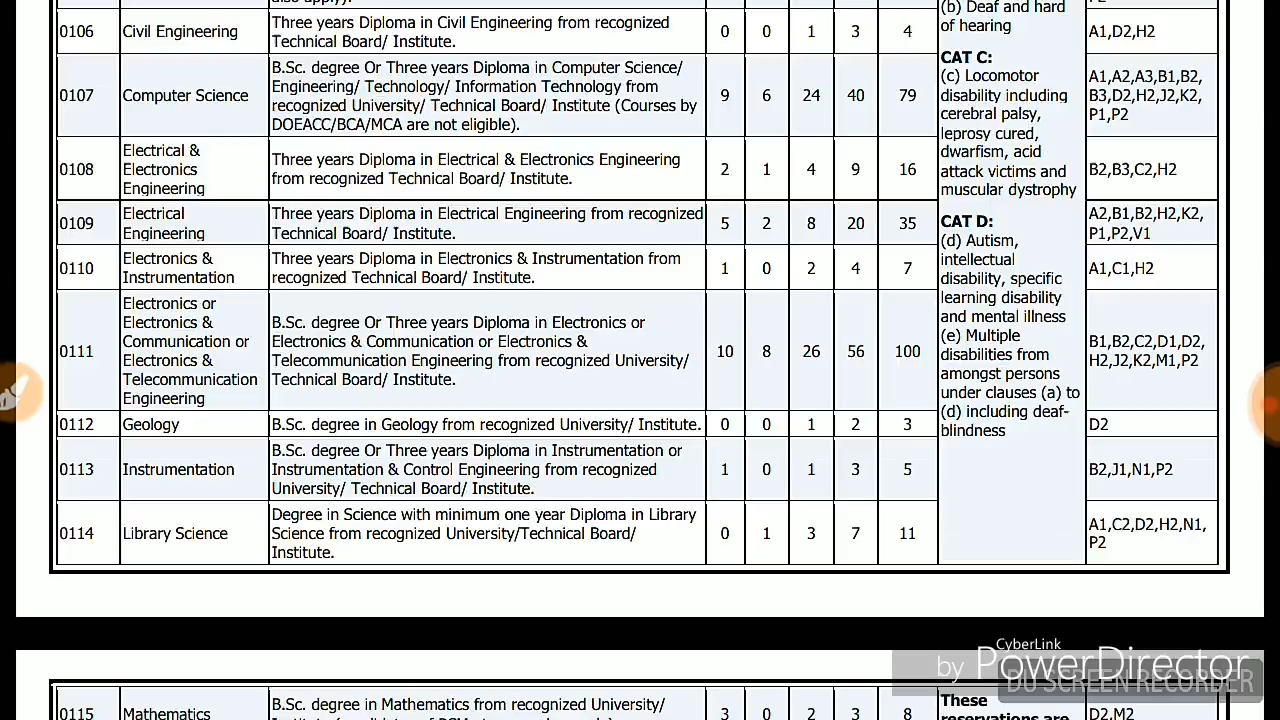 also apply).
(b) Deaf and hard
of hearing
CAT C:
(c) Locomotor
disability including
cerebral palsy,
leprosy cured,
dwarfism, acid
attack victims and
muscular dystrophy
CAT D:
(d) Autism,
intellectual
disability, specific
learning disability
and mental illness
(e) Multiple
disabilities from
amongst persons
under clauses (a) to
(d) including deaf-
blindness
0106 Civil Engineering Three years Diploma in Civil Engineering from recognized
Technical Board/ Institute. 0 0 1 3 4 A1,D2,H2
0107 Computer Science B.Sc. degree Or Three years Diploma in Computer Science/
Engineering/ Technology/ Information Technology from
recognized University/ Technical Board/ Institute (Courses by
DOEACC/BCA/MCA are not eligible). 9 6 24 40 79 A1,A2,A3,B1,B2,
B3,D2,H2,J2,K2,
P1,P2
0108 Electrical &
Electronics
Engineering
Three years Diploma in Electrical & Electronics Engineering
from recognized Technical Board/ Institute. 2 1 4 9 16 B2,B3,C2,H2
0109 Electrical
Engineering
Three years Diploma in Electrical Engineering from recognized
Technical Board/ Institute. 5 2 8 20 35 A2,B1,B2,H2,K2,
P1,P2,V1
0110 Electronics &
Instrumentation
Three years Diploma in Electronics & Instrumentation from
recognized Technical Board/ Institute. 1 0 2 4 7 A1,C1,H2
0111 Electronics or
Electronics &
Communication or
Electronics &
Telecommunication
Engineering
B.Sc. degree Or Three years Diploma in Electronics or
Electronics & Communication or Electronics &
Telecommunication Engineering from recognized University/
Technical Board/ Institute. 10 8 26 56 100 B1,B2,C2,D1,D2,
H2,J2,K2,M1,P2
0112 Geology B.Sc. degree in Geology from recognized University/ Institute. 0 0 1 2 3 D2
0113 Instrumentation B.Sc. degree Or Three years Diploma in Instrumentation or
Instrumentation & Control Engineering from recognized
University/ Technical Board/ Institute. 1 0 1 3 5 B2,J1,N1,P2
0114 Library Science Degree in Science with minimum one year Diploma in Library
Science from recognized University/Technical Board/
Institute. 0 1 3 7 11 A1,C2,D2,H2,N1,
P2
CyberLink
by PowerDirector
DU SCREEN RECORDER
0115 Mathematics B.Sc. degree in Mathematics from recognized University/
3 0 2 3 8 These
reservations are
D2,M2